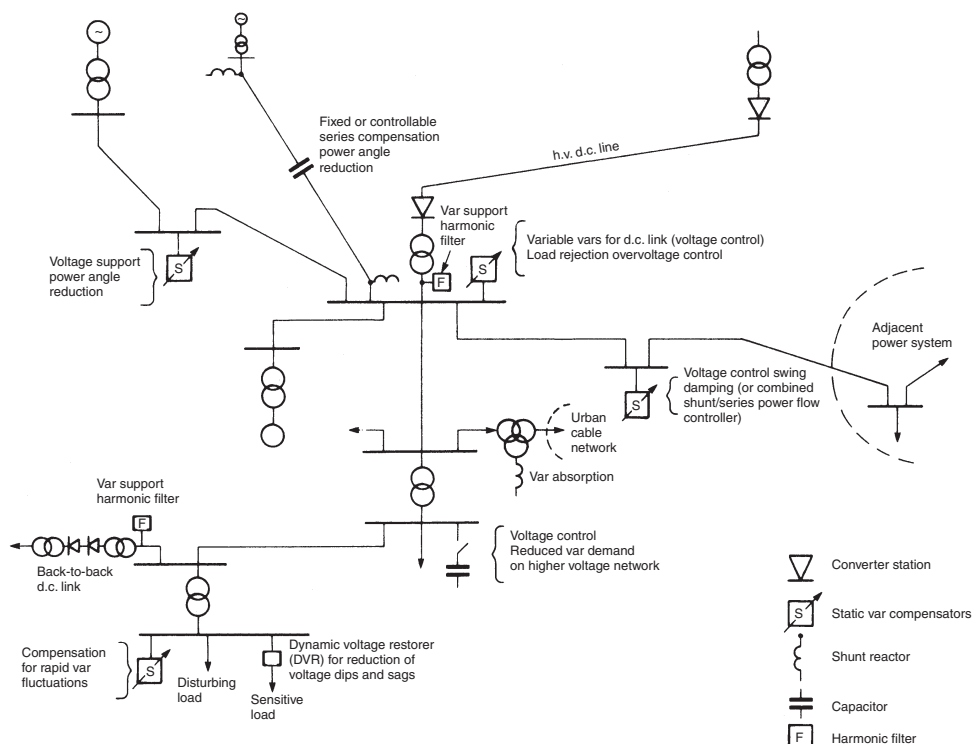 ~
~
Fixed or controllable
series compensation
power angle
reduction
h.v. d.c. line
Var support
harmonic
filter
Variable vars for d.c. link (voltage control)
Load rejection overvoltage control
Voltage support
power angle
reduction
S
F
S
Adjacent
power system
Voltage control swing
damping (or combined
shunt/series power flow
controller)
S
Urban
cable
network
Var absorption
Var support
harmonic filter
F
Back-to-back
d.c. link
Voltage control
Reduced var demand
on higher voltage network
Compensation
for rapid var
fluctuations
S
Disturbing
load
Dynamic voltage restorer
(DVR) for reduction of
voltage dips and sags
Sensitive
load
Converter station
S
Static var compensators
Shunt reactor
Capacitor
F
Harmonic filter